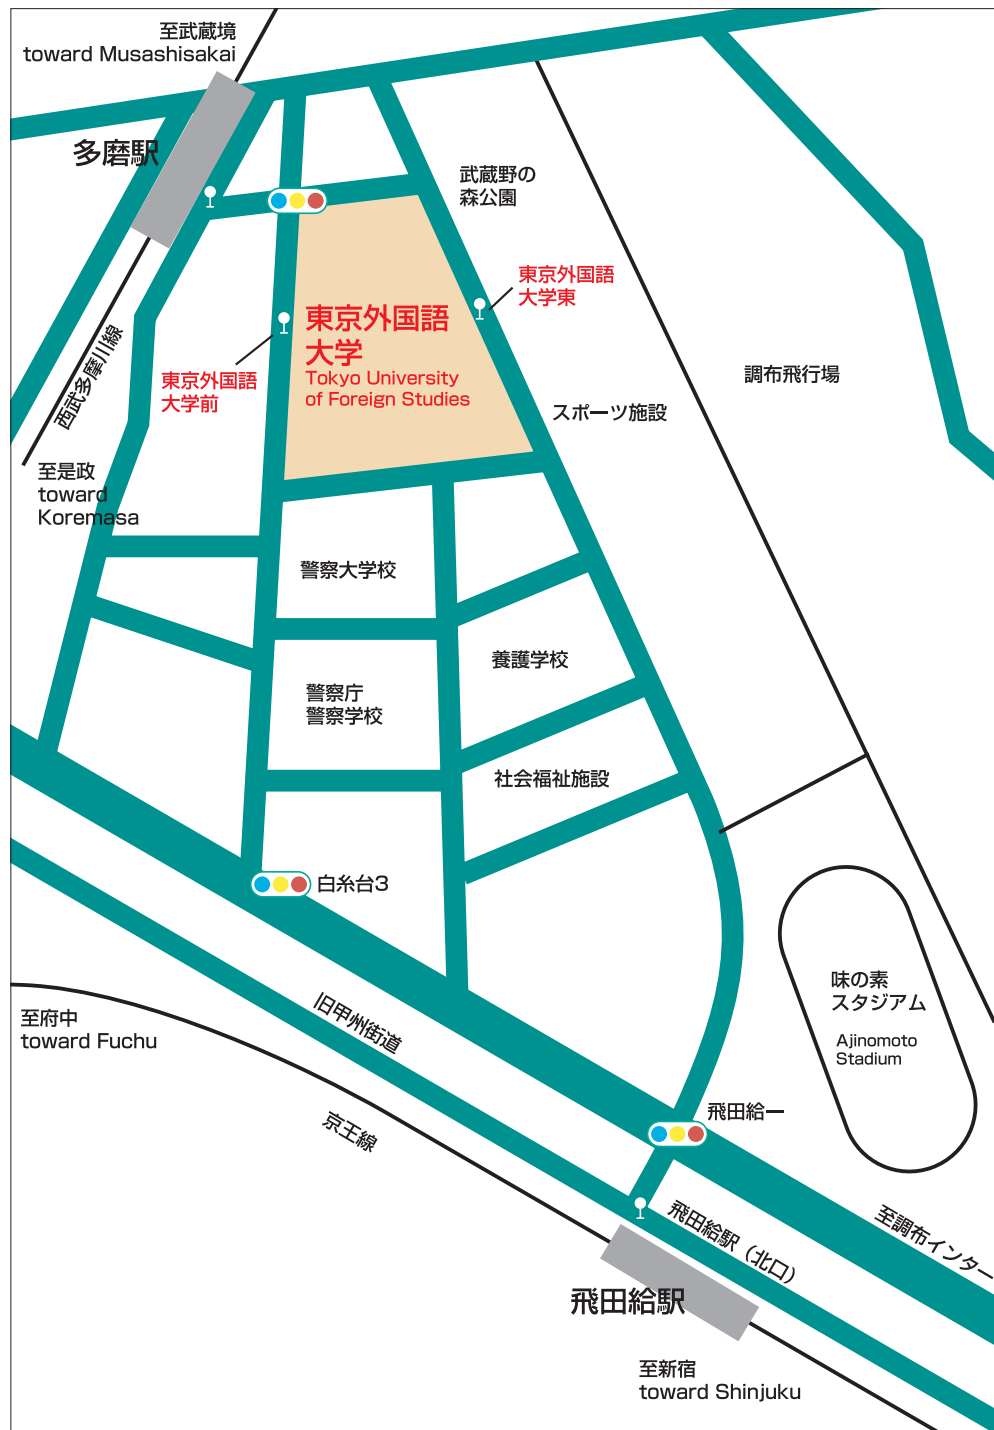 至武蔵境
toward Musashisakai
多磨駅
武蔵野の
森公園
東京外国語
大学東
東京外国語
大学
Tokyo University
of Foreign Studies
東京外国語
大学前
西武多摩川線
調布飛行場
スポーツ施設
至是政
toward
Koremasa
警察大学校
養護学校
警察庁
警察学校
社会福祉施設
白糸台3
味の素
スタジアム
Ajinomoto
Stadium
旧甲州街道
至府中
toward Fuchu
京王線
飛田給一
飛田給駅（北口）
至調布インター
飛田給駅
至新宿
toward Shinjuku